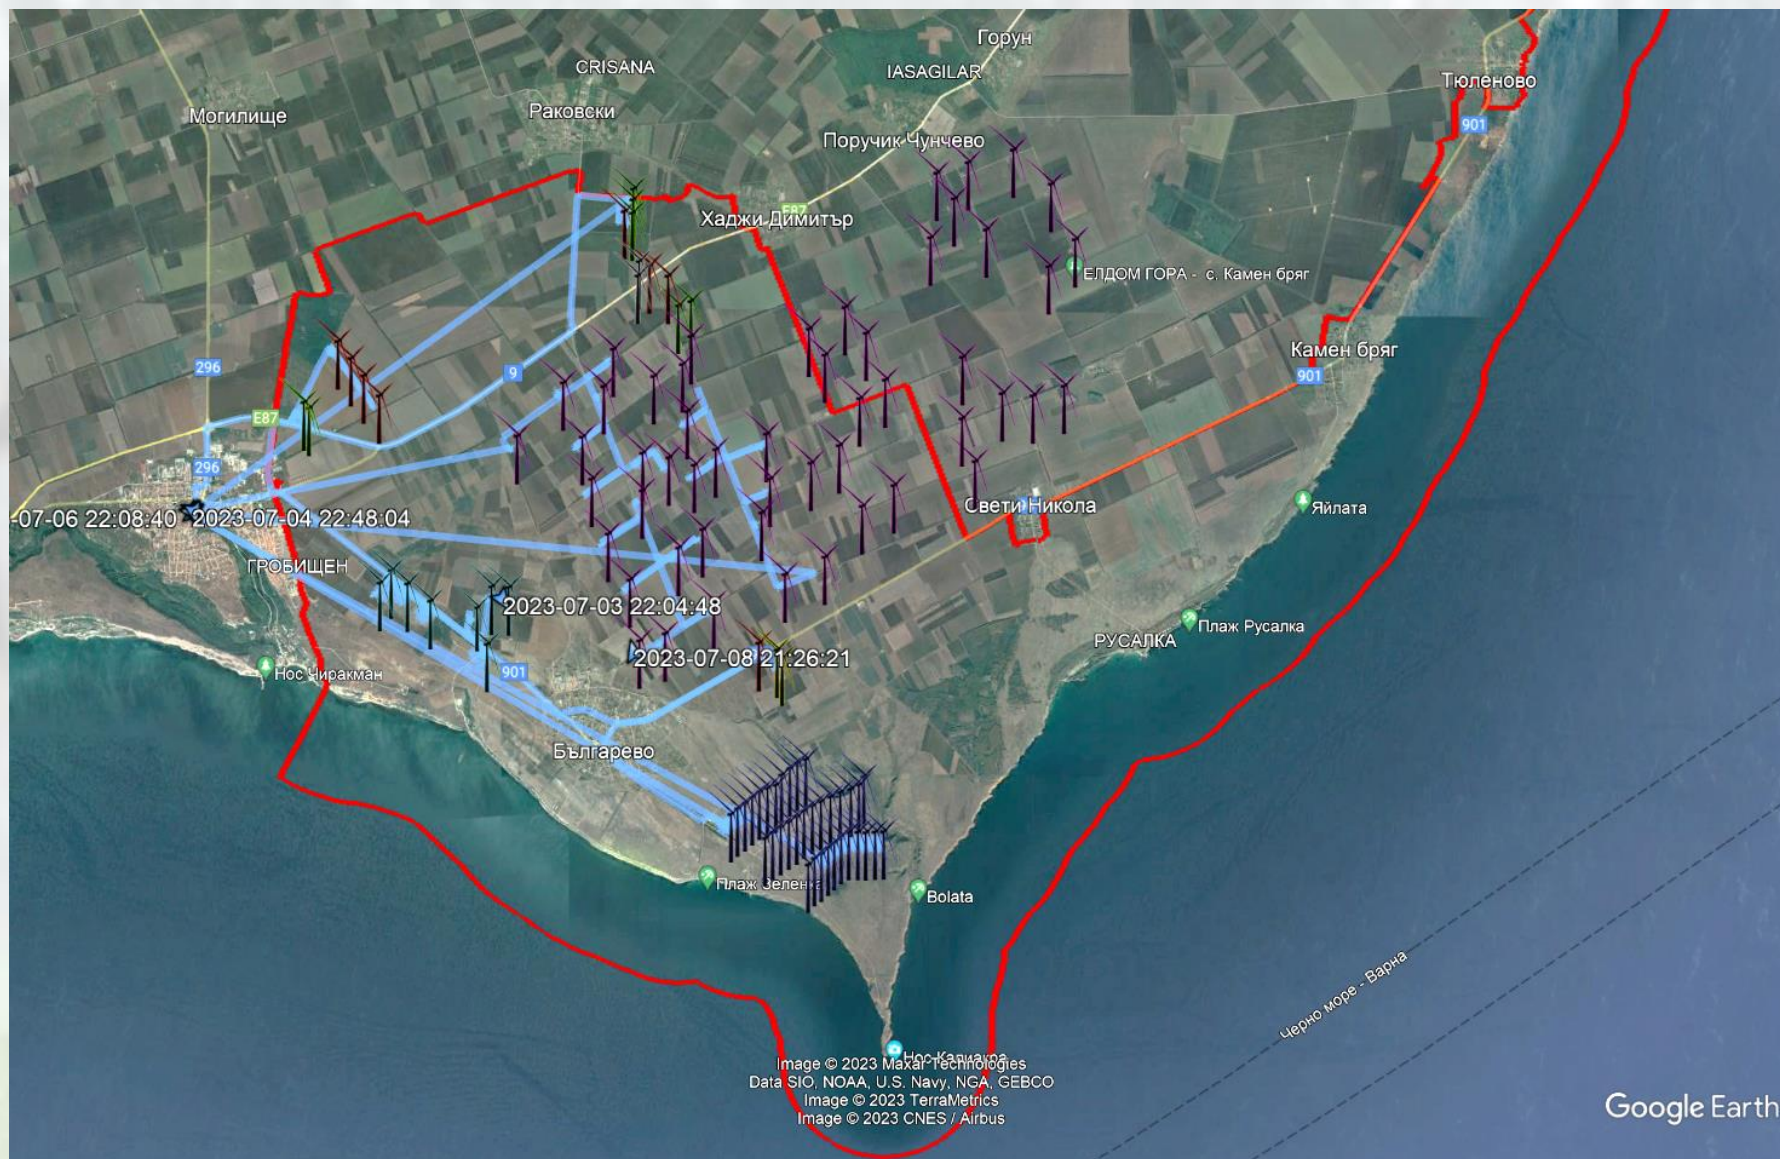 Горун
CRISANA
IASAGILAR
Тюленово
Могилище
Раковски
901
Поручик Чунчево
E87
Хаджи Димитър
ЕЛДОМ ГОРА - с. Камен бряг
Камен бряг
296
9
901
E87
296
Свети Никола
Яйлата
-07-06 22:08:40
2023-07-04 22:48:04
ГРОБИЩЕН
2023-07-03 22:04:48
Плаж Русалка
РУСАЛКА
2023-07-08 21:26:21
Нос Чиракман
901
Българево
Плаж Зеленка
Bolata
Черно море - Варна
Нос Калиакра
Image © 2023 Maxar Technologies
Data SIO, NOAA, U.S. Navy, NGA, GEBCO
Image © 2023 TerraMetrics
Image © 2023 CNES / Airbus
Google Earth